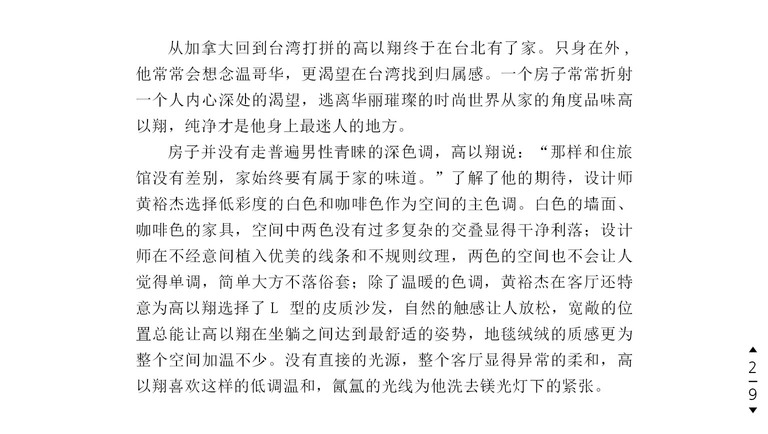 从加拿大回到台湾打拼的高以翔终于在台北有了家。只身在外,
他常常会想念温哥华，更渴望在台湾找到归属感。一个房子常常折射
一个人内心深处的渴望，逃离华丽璀璨的时尚世界从家的角度品味高
以翔，纯净才是他身上最迷人的地方。
房子并没有走普遍男性青睐的深色调，高以翔说：“那样和住旅
馆没有差别，家始终要有属于家的味道。”了解了他的期待，设计师
黄裕杰选择低彩度的白色和咖啡色作为空间的主色调。白色的墙面、
咖啡色的家具，空间中两色没有过多复杂的交叠显得干净利落；设计
师在不经意间植入优美的线条和不规则纹理，两色的空间也不会让人
觉得单调，简单大方不落俗套；除了温暖的色调，黄裕杰在客厅还特
意为高以翔选择了 L 型的皮质沙发，自然的触感让人放松，宽敞的位
置总能让高以翔在坐躺之间达到最舒适的姿势，地毯绒绒的质感更为
整个空间加温不少。没有直接的光源，整个客厅显得异常的柔和，高
以翔喜欢这样的低调温和，氤氲的光线为他洗去镁光灯下的紧张。
2
9